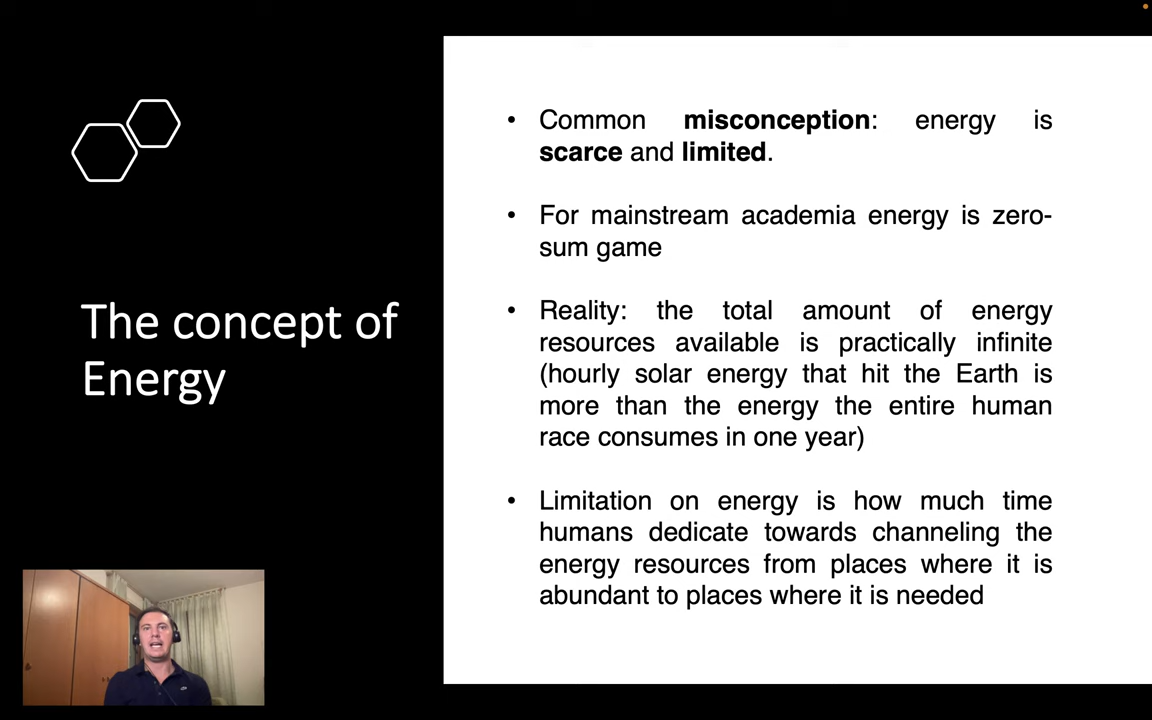 The concept of
Energy
• Common misconception: energy is
scarce and limited.
• For mainstream academia energy is zero-
sum game
• Reality: the total amount of energy
resources available is practically infinite
(hourly solar energy that hit the Earth is
more than the energy the entire human
race consumes in one year)
• Limitation on energy is how much time
humans dedicate towards channeling the
energy resources from places where it is
abundant to places where it is needed